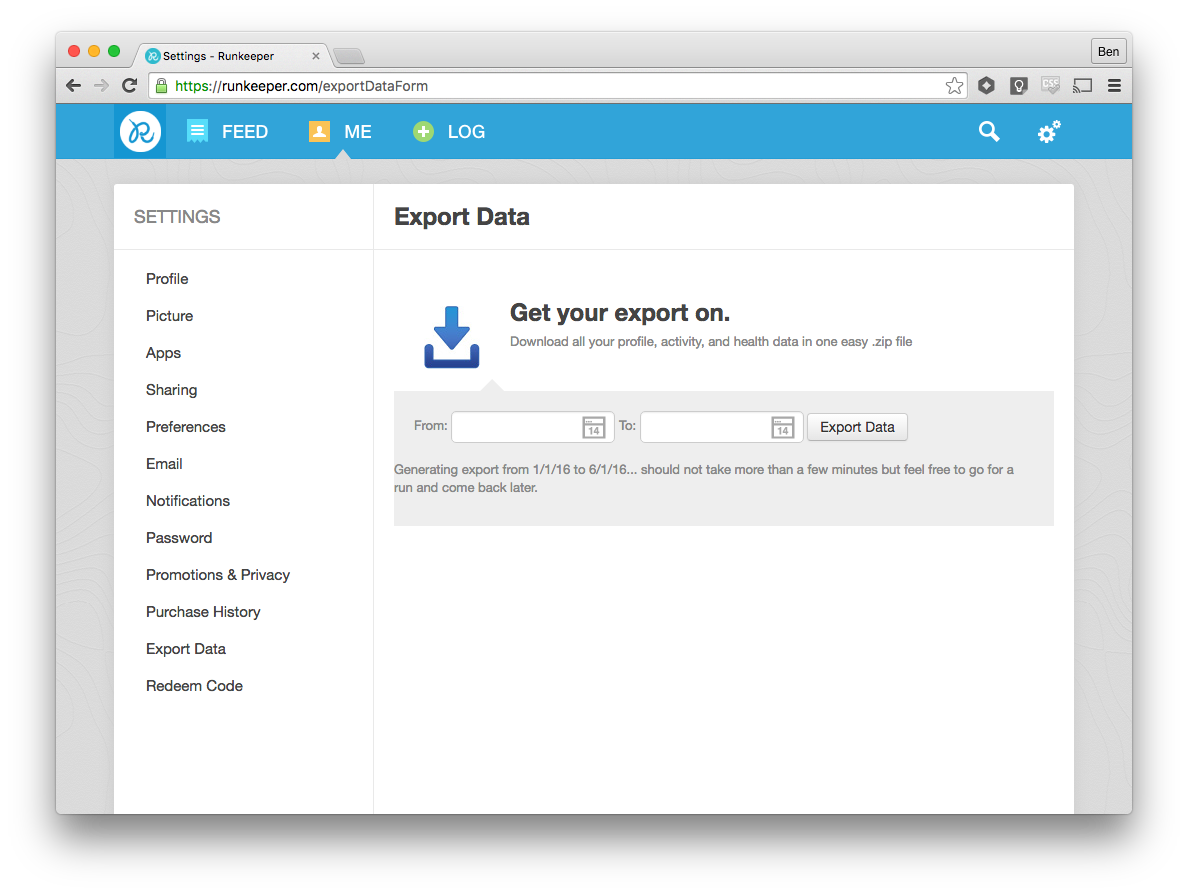 Settings - Runkeeper
Ben
https://runkeeper.com/exportDataForm
CSS
FEED
ME
LOG
SETTINGS
Export Data
Profile
Picture
Apps
Sharing
Preferences
Email
Notifications
Password
Promotions & Privacy
Purchase History
Export Data
Redeem Code
Get your export on.
Download all your profile, activity, and health data in one easy .zip file
From: 14 To: 14 Export Data
Generating export from 1/1/16 to 6/1/16... should not take more than a few minutes but feel free to go for a
run and come back later.